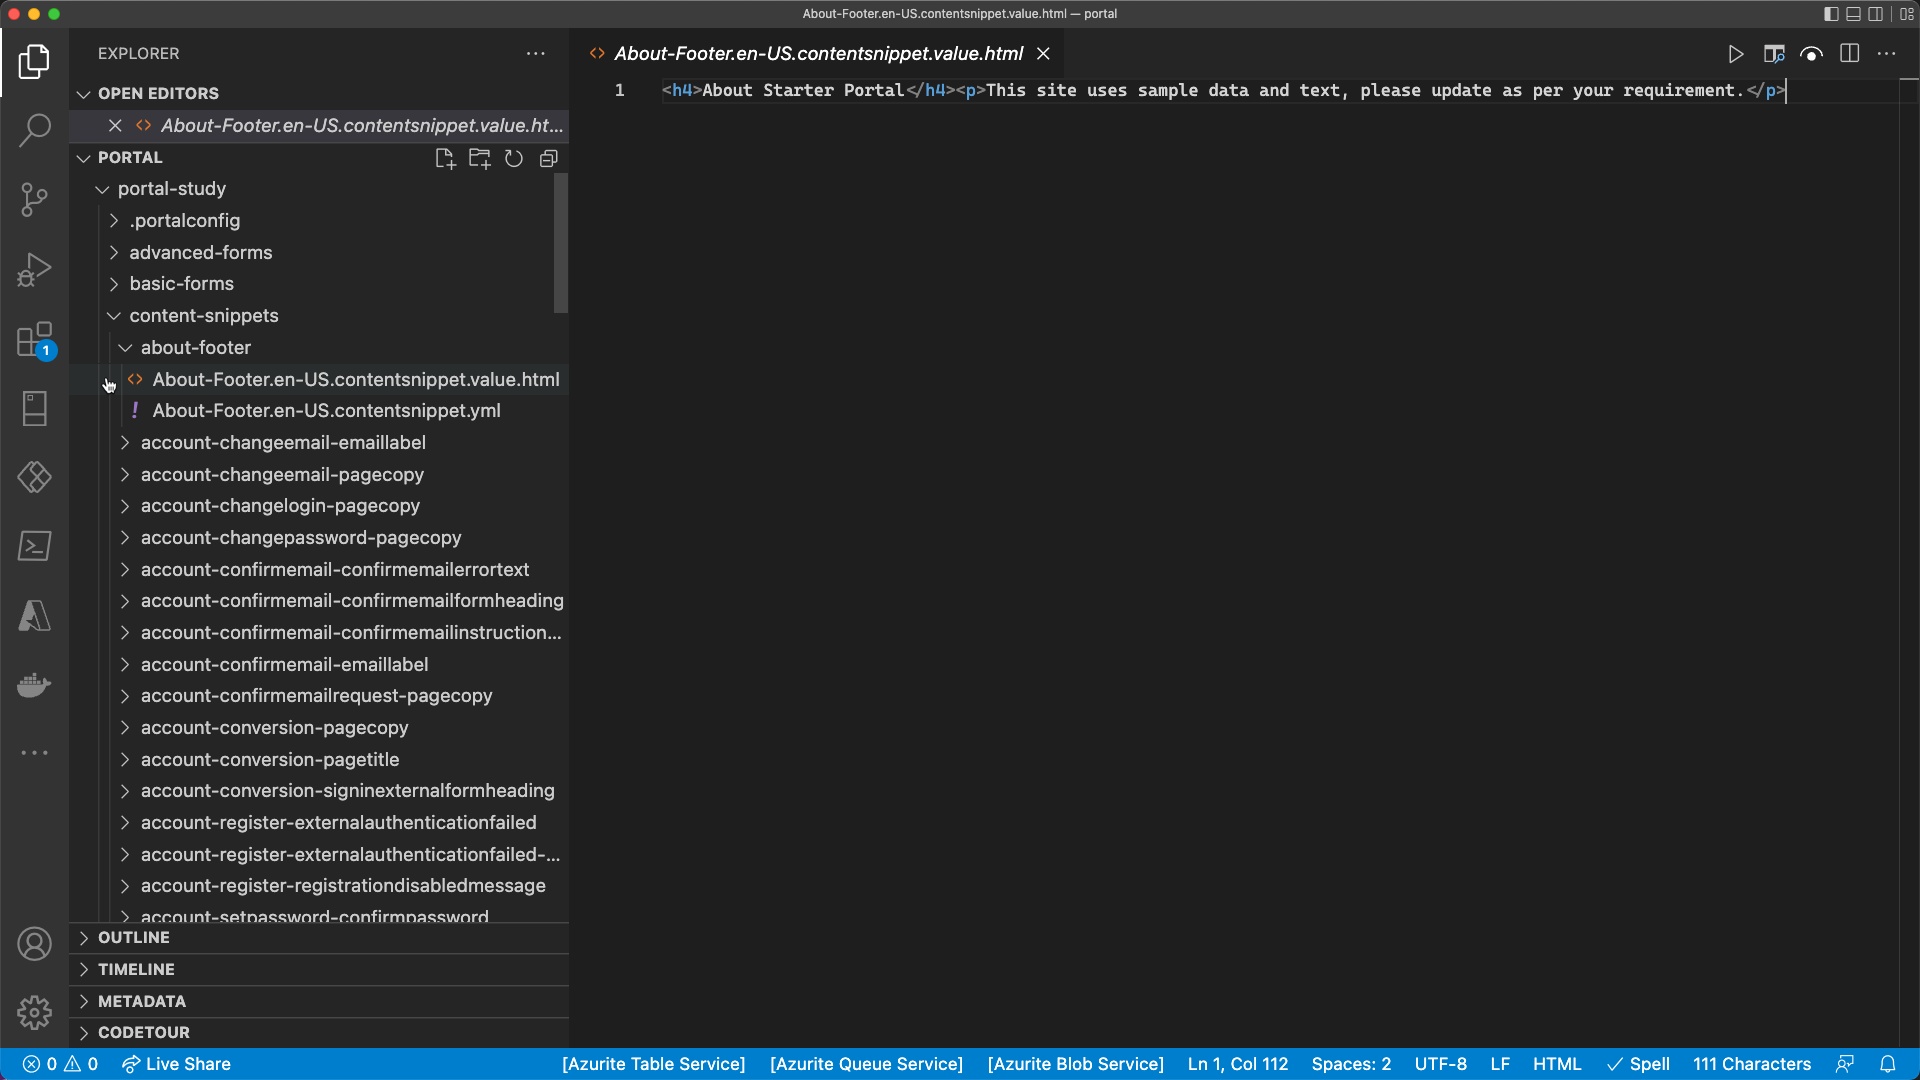 About-Footer.en-US.contentsnippet.value.html — portal
EXPLORER
OPEN EDITORS
About-Footer.en-US.contentsnippet.value.ht...
PORTAL
portal-study
.portalconfig
advanced-forms
basic-forms
content-snippets
about-footer
About-Footer.en-US.contentsnippet.value.html
About-Footer.en-US.contentsnippet.yml
account-changeemail-emaillabel
account-changeemail-pagecopy
account-changelogin-pagecopy
account-changepassword-pagecopy
account-confirmemail-confirmemailerrortext
account-confirmemail-confirmemailformheading
account-confirmemail-confirmemailinstruction...
account-confirmemail-emaillabel
account-confirmemailrequest-pagecopy
account-conversion-pagecopy
account-conversion-pagetitle
account-conversion-signinexternalformheading
account-register-externalauthenticationfailed
account-register-externalauthenticationfailed-...
account-register-registrationdisabledmessage
account-setpassword-confirmpassword
OUTLINE
TIMELINE
METADATA
CODETOUR
1
About-Footer.en-US.contentsnippet.value.html
1 <h4>About Starter Portal</h4><p>This site uses sample data and text, please update as per your requirement.</p>
0 0 Live Share [Azurite Table Service] [Azurite Queue Service] [Azurite Blob Service] Ln 1, Col 112 Spaces: 2 UTF-8 LF HTML Spell 111 Characters